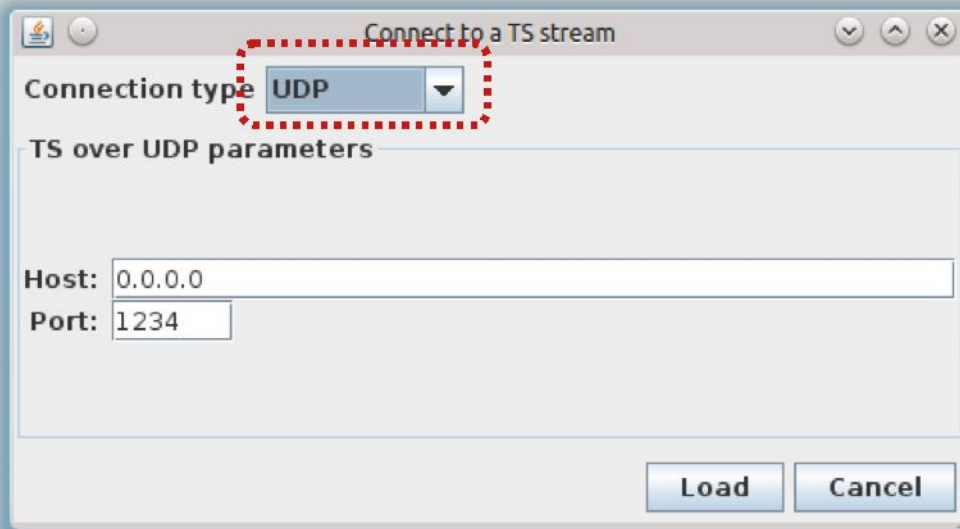 Connect to a TS stream
Connection type UDP
TS over UDP parameters
Host: 0.0.0.0
Port: 1234
Load Cancel